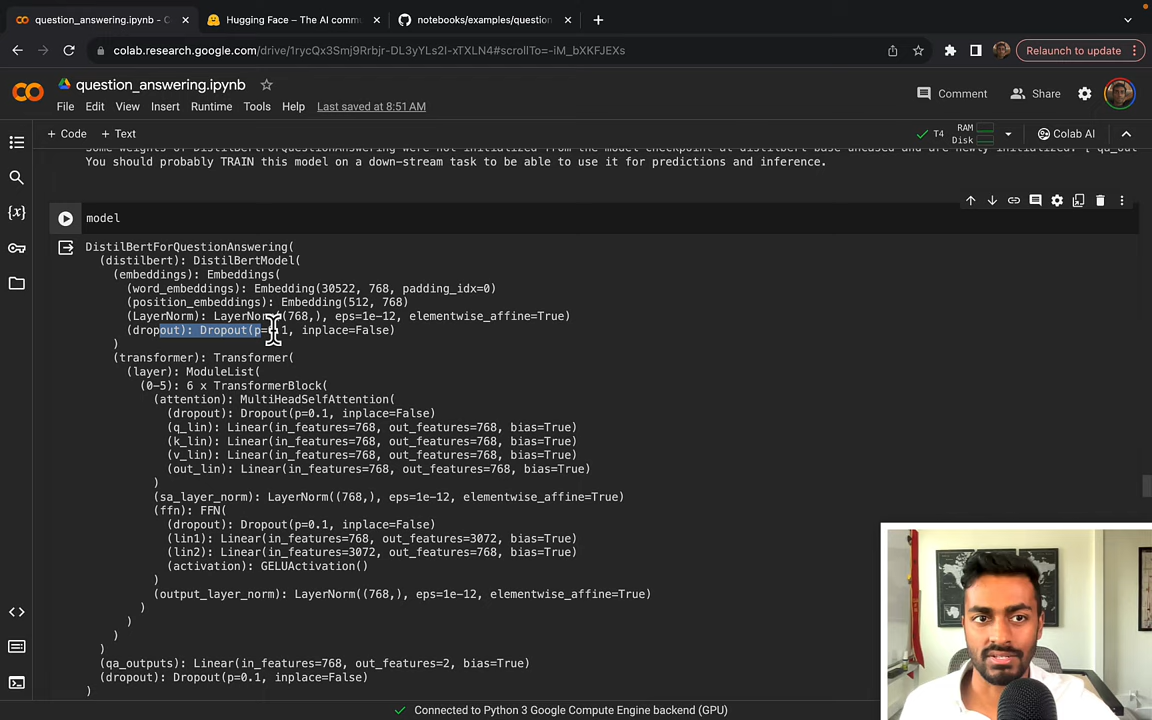 question_answering.ipynb - C
Hugging Face – The AI commu
notebooks/examples/question
colab.research.google.com/drive/1rycQx3Smj9Rrbjr-DL3yYLs2I-xTXLN4#scrollTo=-iM_bXKFJEXs
Relaunch to update
question_answering.ipynb
File Edit View Insert Runtime Tools Help Last saved at 8:51 AM
Comment Share
+ Code + Text
T4 RAM Disk Colab AI
You should probably TRAIN this model on a down-stream task to be able to use it for predictions and inference.
model
DistilBertForQuestionAnswering(
(distilbert): DistilBertModel(
(embeddings): Embeddings(
(word_embeddings): Embedding(30522, 768, padding_idx=0)
(position_embeddings): Embedding(512, 768)
(LayerNorm): (768,), eps=1e-12, elementwise_affine=True)
(dropout): inplace=False)
)
(transformer): Transformer(
(layer): ModuleList(
(0-5): 6 x TransformerBlock(
(attention): MultiHeadSelfAttention(
(dropout): Dropout(p=0.1, inplace=False)
(q_lin): Linear(in_features=768, out_features=768, bias=True)
(k_lin): Linear(in_features=768, out_features=768, bias=True)
(v_lin): Linear(in_features=768, out_features=768, bias=True)
(out_lin): Linear(in_features=768, out_features=768, bias=True)
)
(sa_layer_norm): LayerNorm((768,), eps=1e-12, elementwise_affine=True)
(ffn): FFN(
(dropout): Dropout(p=0.1, inplace=False)
(lin1): Linear(in_features=768, out_features=3072, bias=True)
(lin2): Linear(in_features=3072, out_features=768, bias=True)
(activation): GELUActivation()
)
(output_layer_norm): LayerNorm((768,), eps=1e-12, elementwise_affine=True)
)
)
)
(qa_outputs): Linear(in_features=768, out_features=2, bias=True)
(dropout): Dropout(p=0.1, inplace=False)
)
Connected to Python 3 Google Compute Engine backend (GPU)